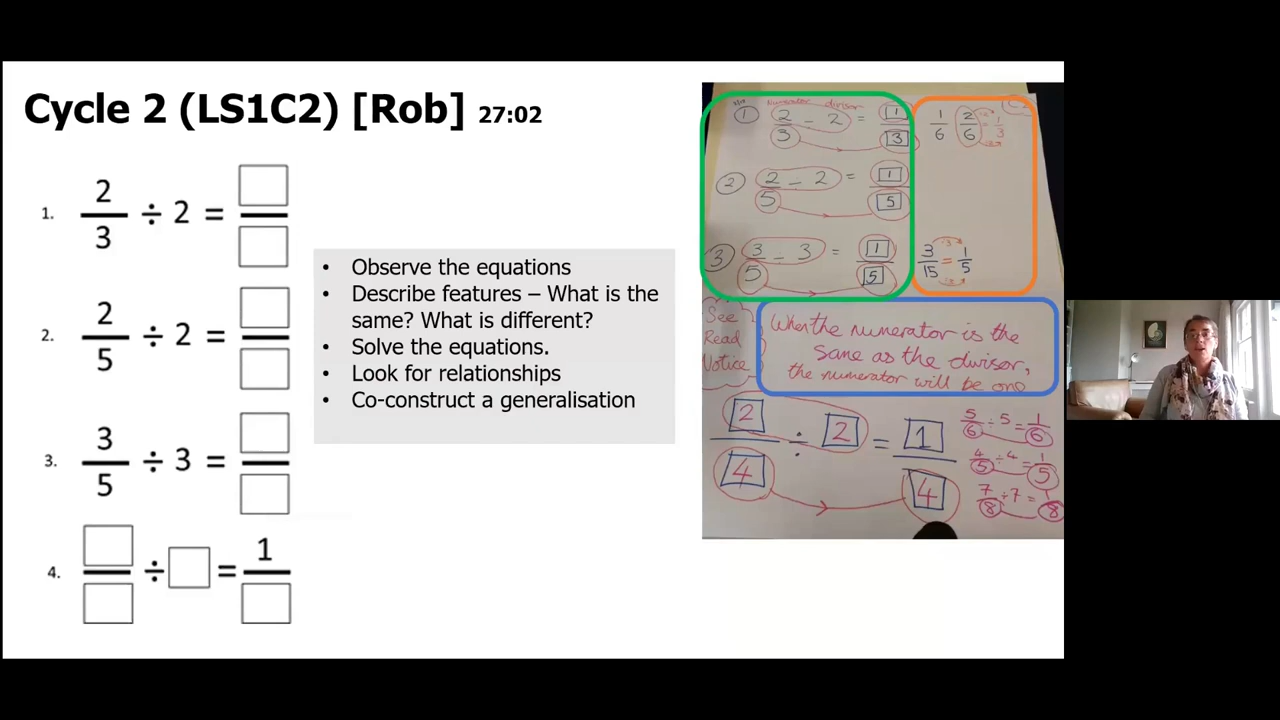 Cycle 2 (LS1C2) [Rob] 27:02
1. 2/3 ÷ 2 =
2. 2/5 ÷ 2 =
3. 3/5 ÷ 3 =
4. ÷ = 1/
• Observe the equations
• Describe features – What is the
same? What is different?
• Solve the equations.
• Look for relationships
• Co-construct a generalisation
Numerator divisor
1 2/3 – 2 = 1/3
1/6 2/6 = 1/3
2 2/5 – 2 = 1/5
3 3/5 – 3 = 1/5
3/15 = 1/5
See
Read
Notice
When the numerator is the
same as the divisor,
the numerator will be one
2/4 ÷ 2 = 1/4
5/6 ÷ 5 = 1/6
4/5 ÷ 4 = 1/5
7/8 ÷ 7 = 1/8